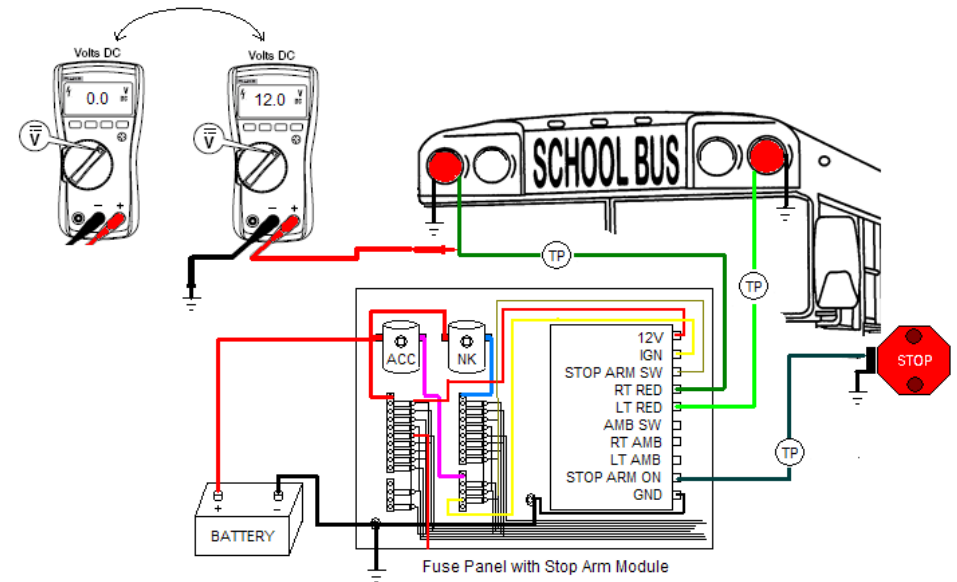 Volts DC
Volts DC
0.0 V DC
12.0 V DC
V
V
− +
− +
SCHOOL BUS
TP
TP
ACC
NK
12V
IGN
STOP ARM SW
RT RED
LT RED
AMB SW
RT AMB
LT AMB
STOP ARM ON
GND
STOP
TP
+ −
BATTERY
Fuse Panel with Stop Arm Module